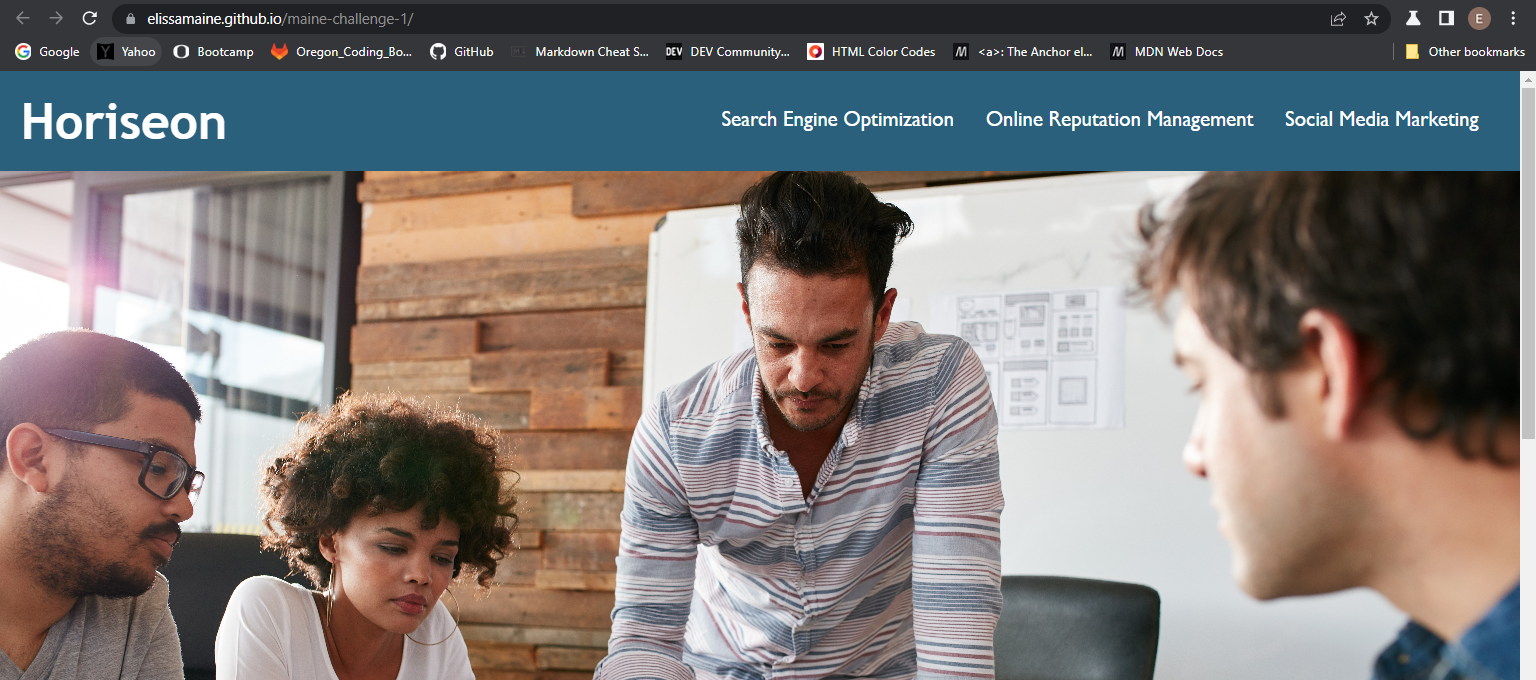 elissamaine.github.io/maine-challenge-1/
E
Google Yahoo Bootcamp Oregon_Coding_Bo... GitHub Markdown Cheat S... DEV DEV Community... HTML Color Codes M <a>: The Anchor el... M MDN Web Docs Other bookmarks
Horiseon Search Engine Optimization Online Reputation Management Social Media Marketing